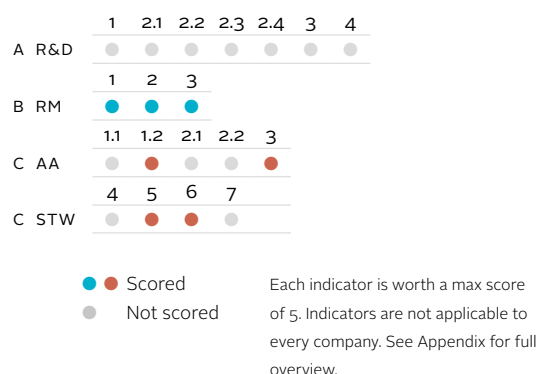 1 2.1 2.2 2.3 2.4 3 4
A R&D
1 2 3
B RM
1.1 1.2 2.1 2.2 3
C AA
4 5 6 7
C STW
Scored
Not scored
Each indicator is worth a max score
of 5. Indicators are not applicable to
every company. See Appendix for full
overview.